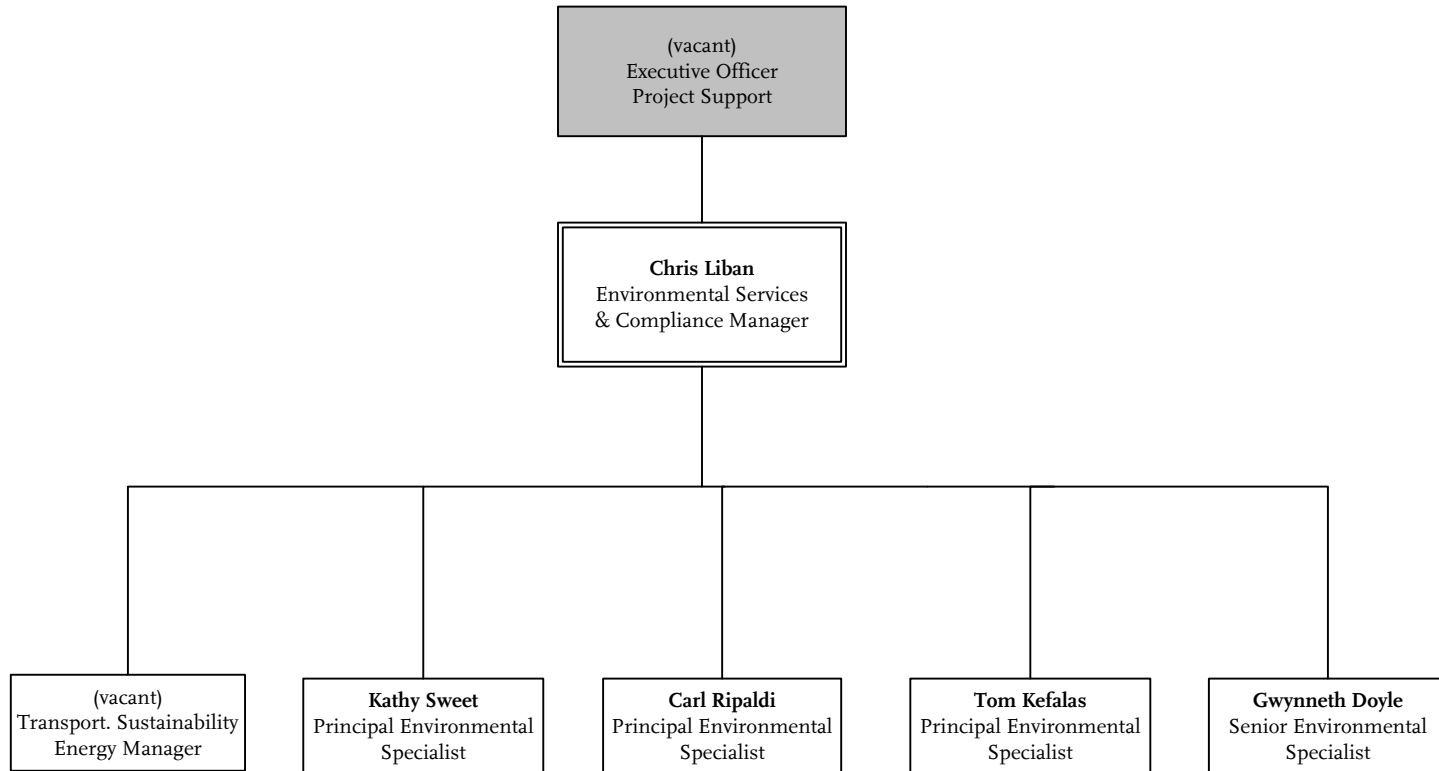 (vacant)
Executive Officer
Project Support
Chris Liban
Environmental Services
& Compliance Manager
(vacant)
Transport. Sustainability
Energy Manager
Kathy Sweet
Principal Environmental
Specialist
Carl Ripaldi
Principal Environmental
Specialist
Tom Kefalas
Principal Environmental
Specialist
Gwynneth Doyle
Senior Environmental
Specialist